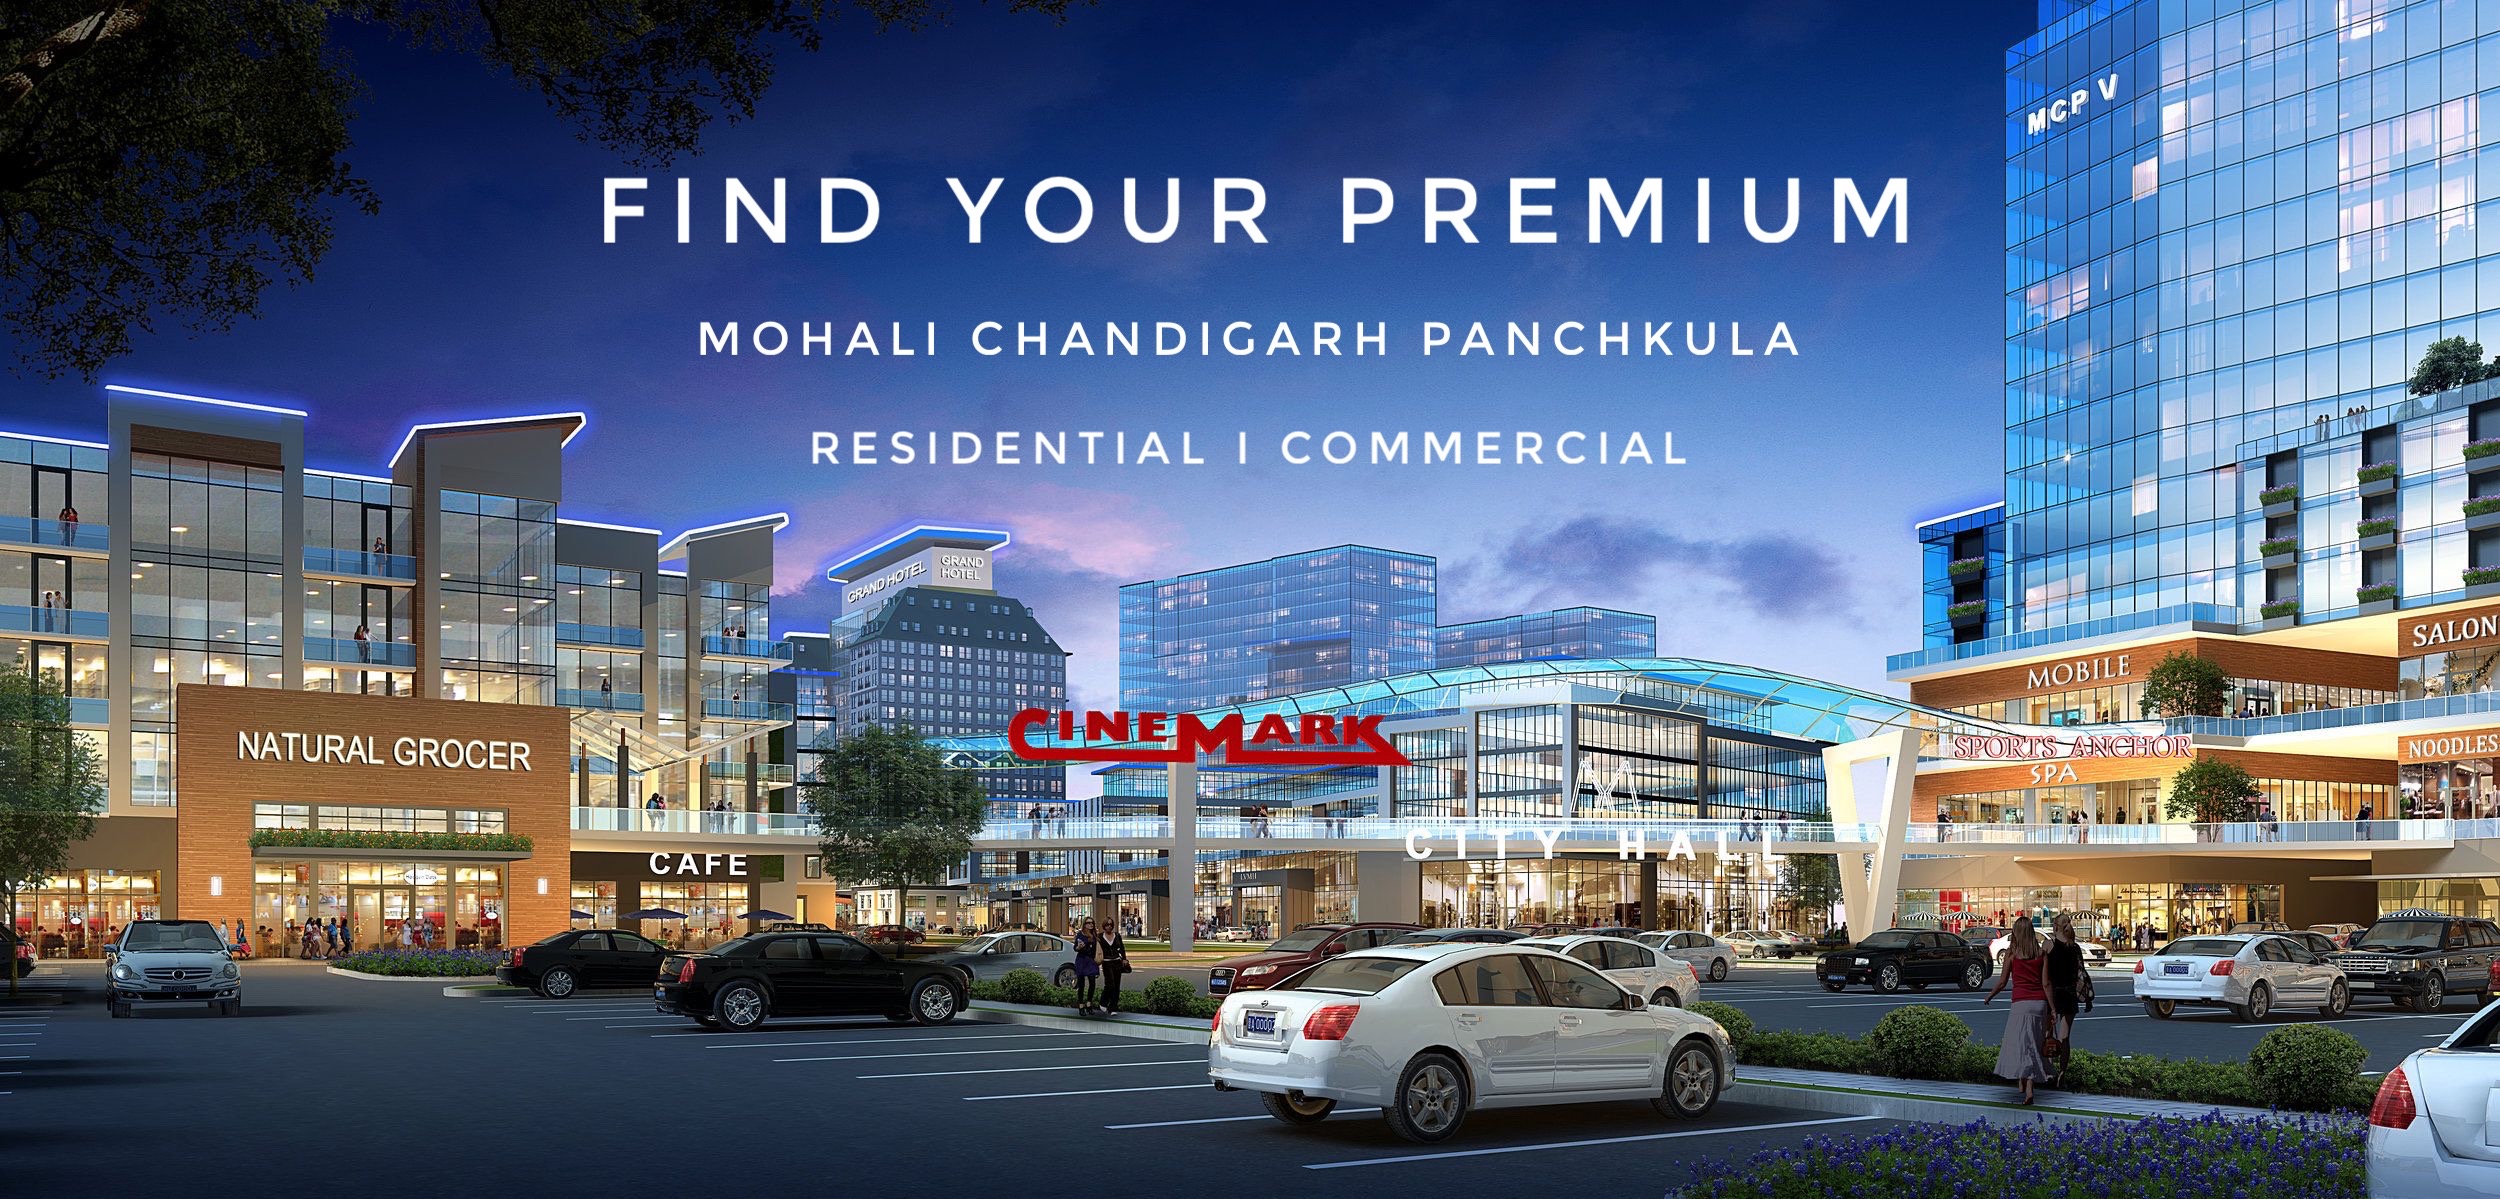 MCP V
FIND YOUR PREMIUM
MOHALI CHANDIGARH PANCHKULA
RESIDENTIAL I COMMERCIAL
GRAND HOTEL
GRAND
HOTEL
SALON
MOBILE
CINEMARK
NATURAL GROCER
SPORTS ANCHOR
SPA
NOODLES
CITY HALL
CAFE